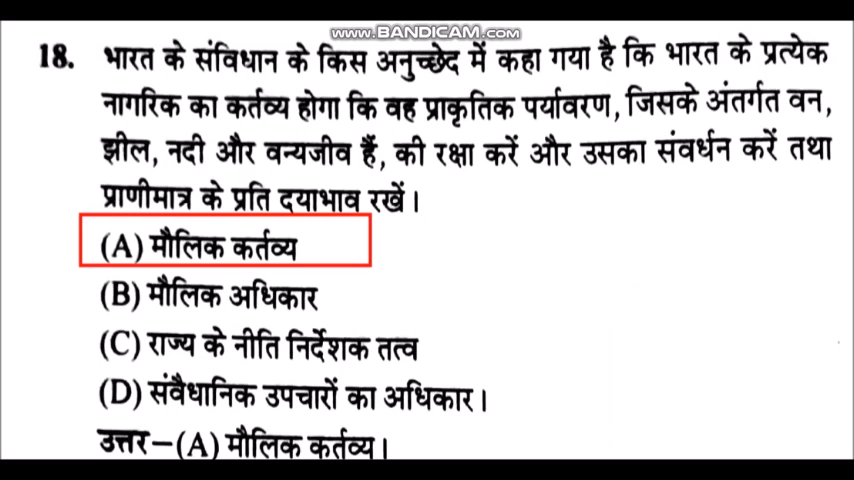 www.BANDICAM.com
18. भारत के संविधान के किस अनुच्छेद में कहा गया है कि भारत के प्रत्येक
नागरिक का कर्तव्य होगा कि वह प्राकृतिक पर्यावरण, जिसके अंतर्गत वन,
झील, नदी और वन्यजीव हैं, की रक्षा करें और उसका संवर्धन करें तथा
प्राणीमात्र के प्रति दयाभाव रखें।
(A) मौलिक कर्तव्य
(B) मौलिक अधिकार
(C) राज्य के नीति निर्देशक तत्व
(D) संवैधानिक उपचारों का अधिकार।
उत्तर–(A) मौलिक कर्तव्य।